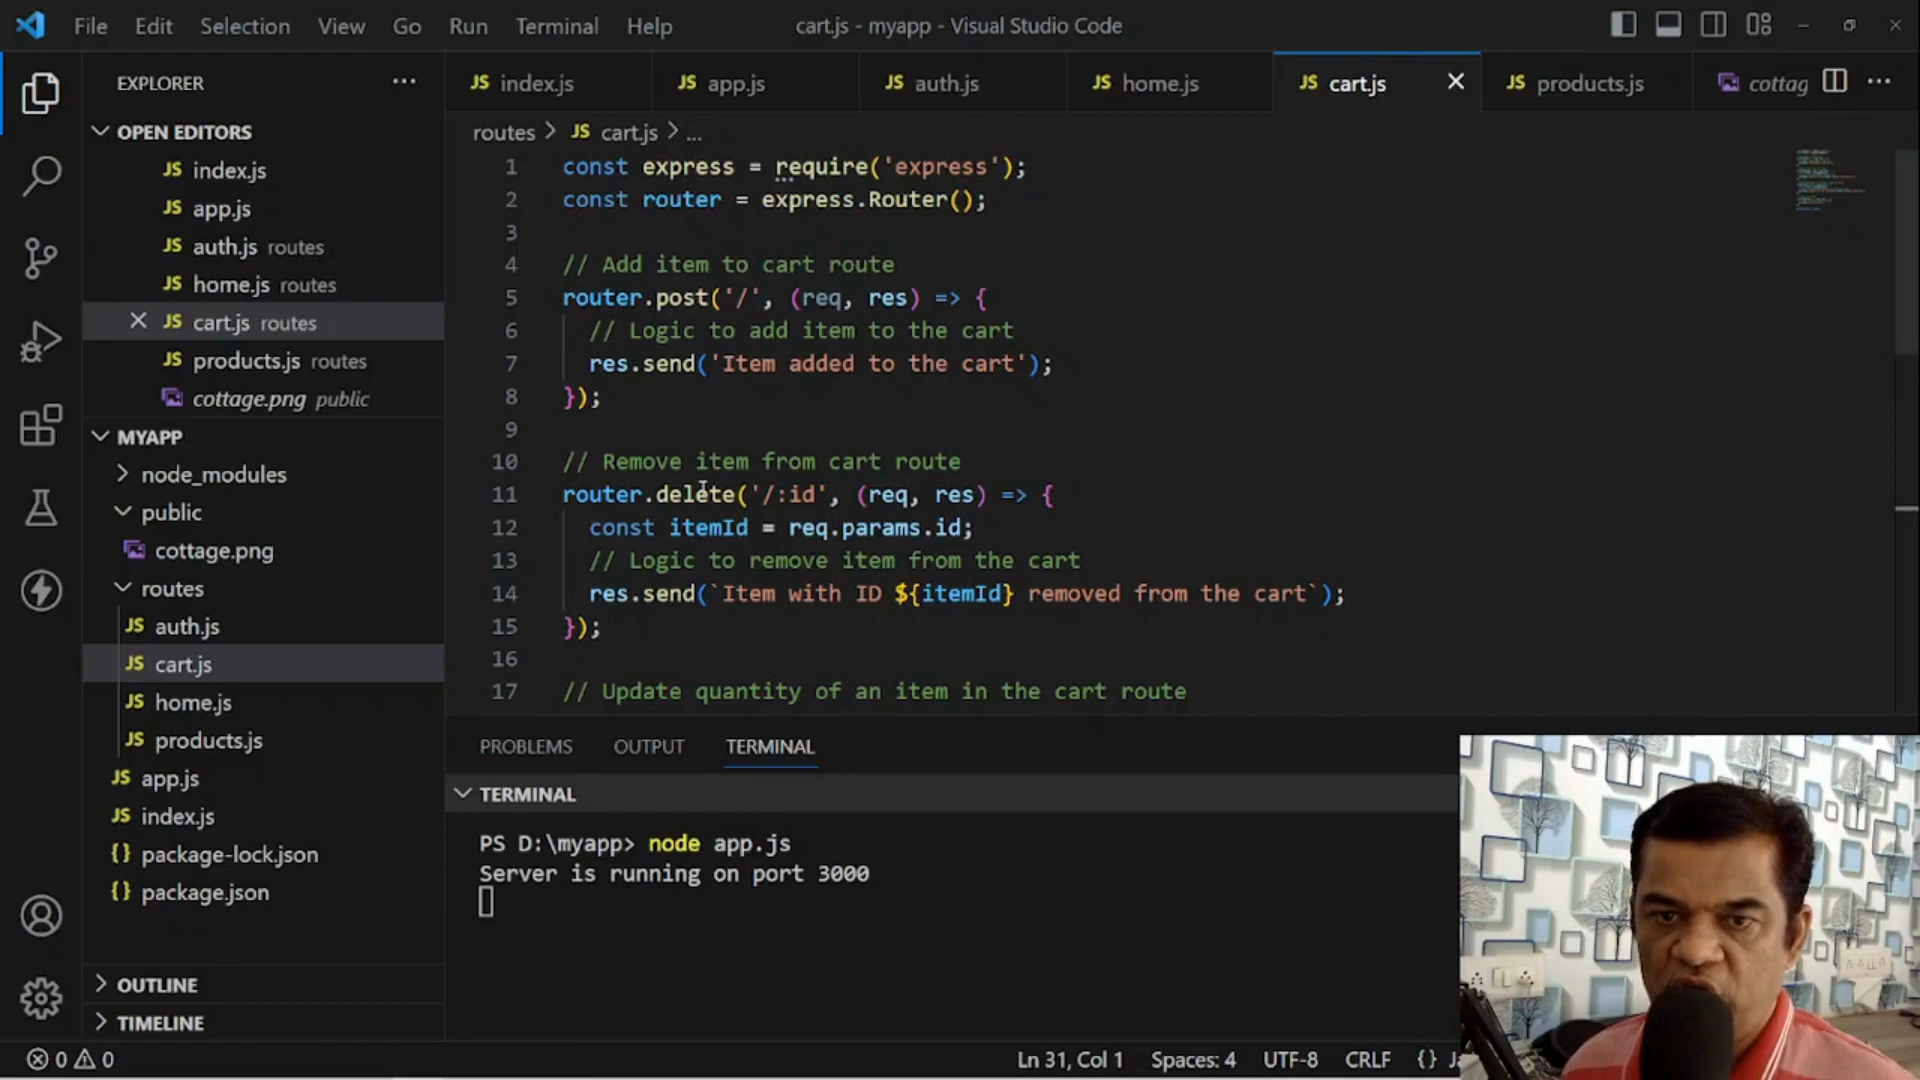 File Edit Selection View Go Run Terminal Help
cart.js - myapp - Visual Studio Code
EXPLORER
OPEN EDITORS
JS index.js
JS app.js
JS auth.js routes
JS home.js routes
JS cart.js routes
JS products.js routes
cottage.png public
MYAPP
node_modules
public
cottage.png
routes
JS auth.js
JS cart.js
JS home.js
JS products.js
JS app.js
JS index.js
{} package-lock.json
{} package.json
OUTLINE
TIMELINE
JS index.js
JS app.js
JS auth.js
JS home.js
JS cart.js
JS products.js
cottag
routes > JS cart.js > ...
1 const express = require('express');
2 const router = express.Router();
3
4 // Add item to cart route
5 router.post('/', (req, res) => {
6 // Logic to add item to the cart
7 res.send('Item added to the cart');
8 });
9
10 // Remove item from cart route
11 router.delete('/:id', (req, res) => {
12 const itemId = req.params.id;
13 // Logic to remove item from the cart
14 res.send(`Item with ID ${itemId} removed from the cart`);
15 });
16
17 // Update quantity of an item in the cart route
PROBLEMS OUTPUT TERMINAL
TERMINAL
PS D:\myapp> node app.js
Server is running on port 3000
0 0
Ln 31, Col 1 Spaces: 4 UTF-8 CRLF {}